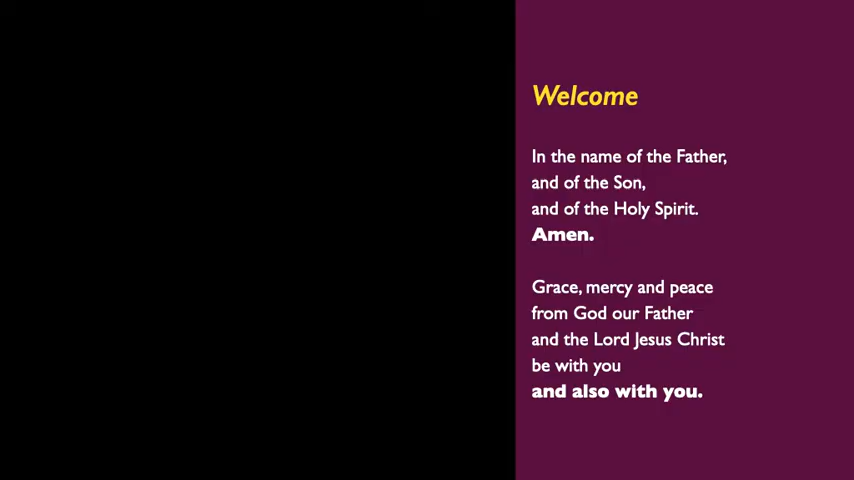 Welcome
In the name of the Father,
and of the Son,
and of the Holy Spirit.
Amen.
Grace, mercy and peace
from God our Father
and the Lord Jesus Christ
be with you
and also with you.